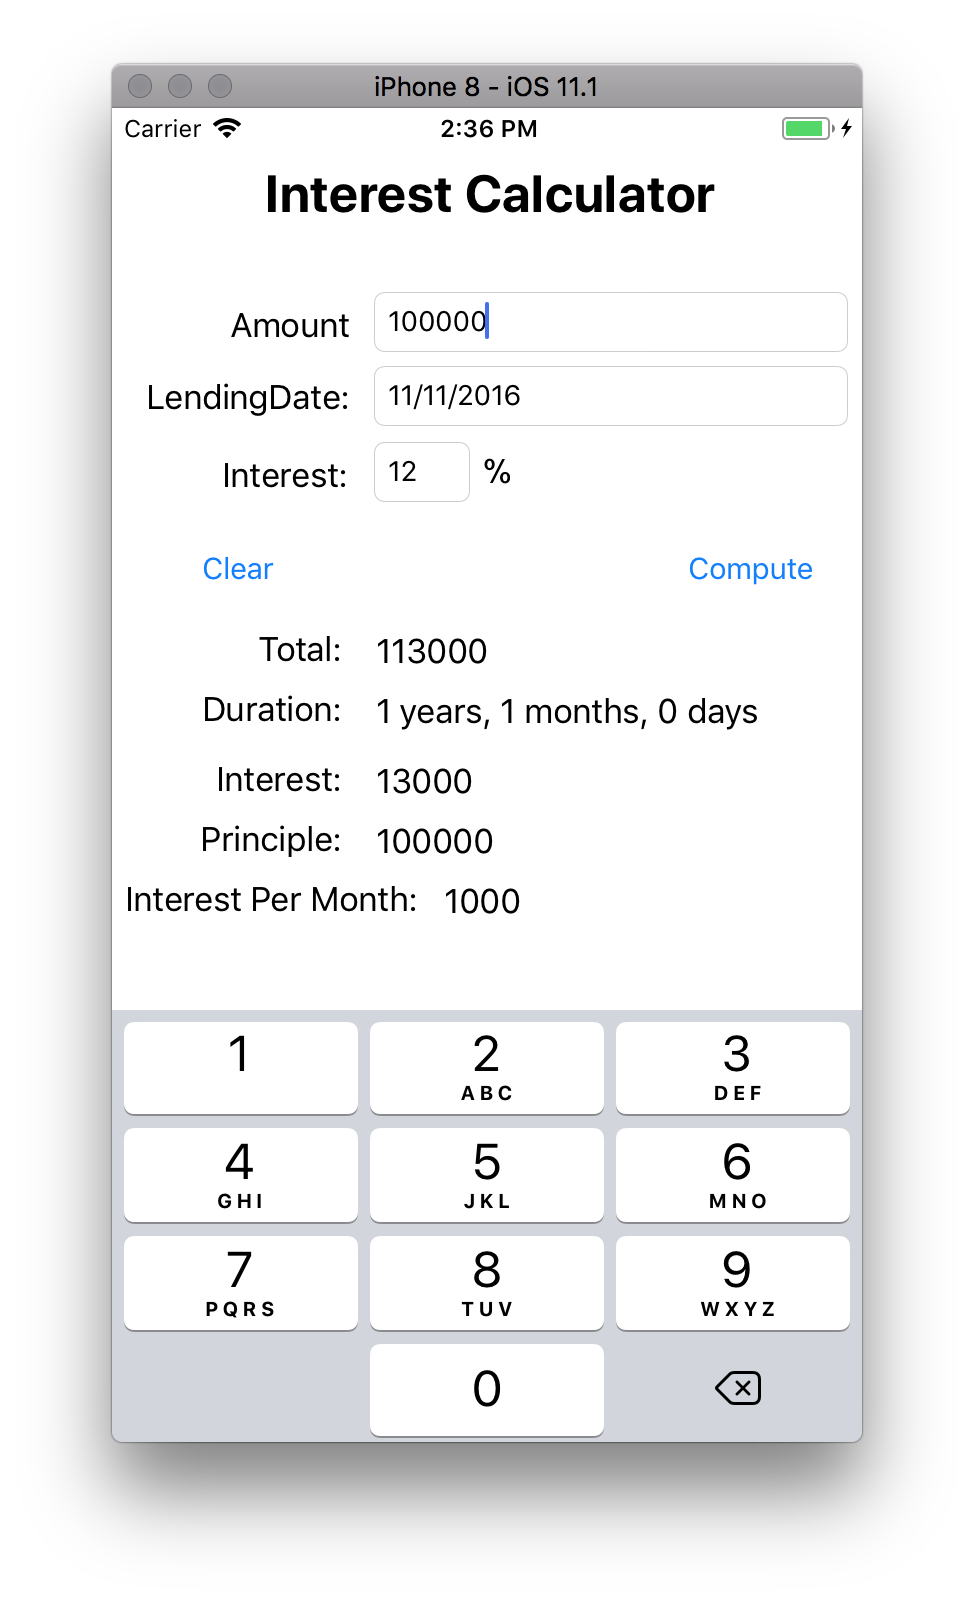 iPhone 8 - iOS 11.1
Carrier 2:36 PM
Interest Calculator
Amount 100000
LendingDate: 11/11/2016
Interest: 12 %
Clear Compute
Total: 113000
Duration: 1 years, 1 months, 0 days
Interest: 13000
Principle: 100000
Interest Per Month: 1000
1 2 3
ABC DEF
4 5 6
GHI JKL MNO
7 8 9
PQRS TUV WXYZ
0